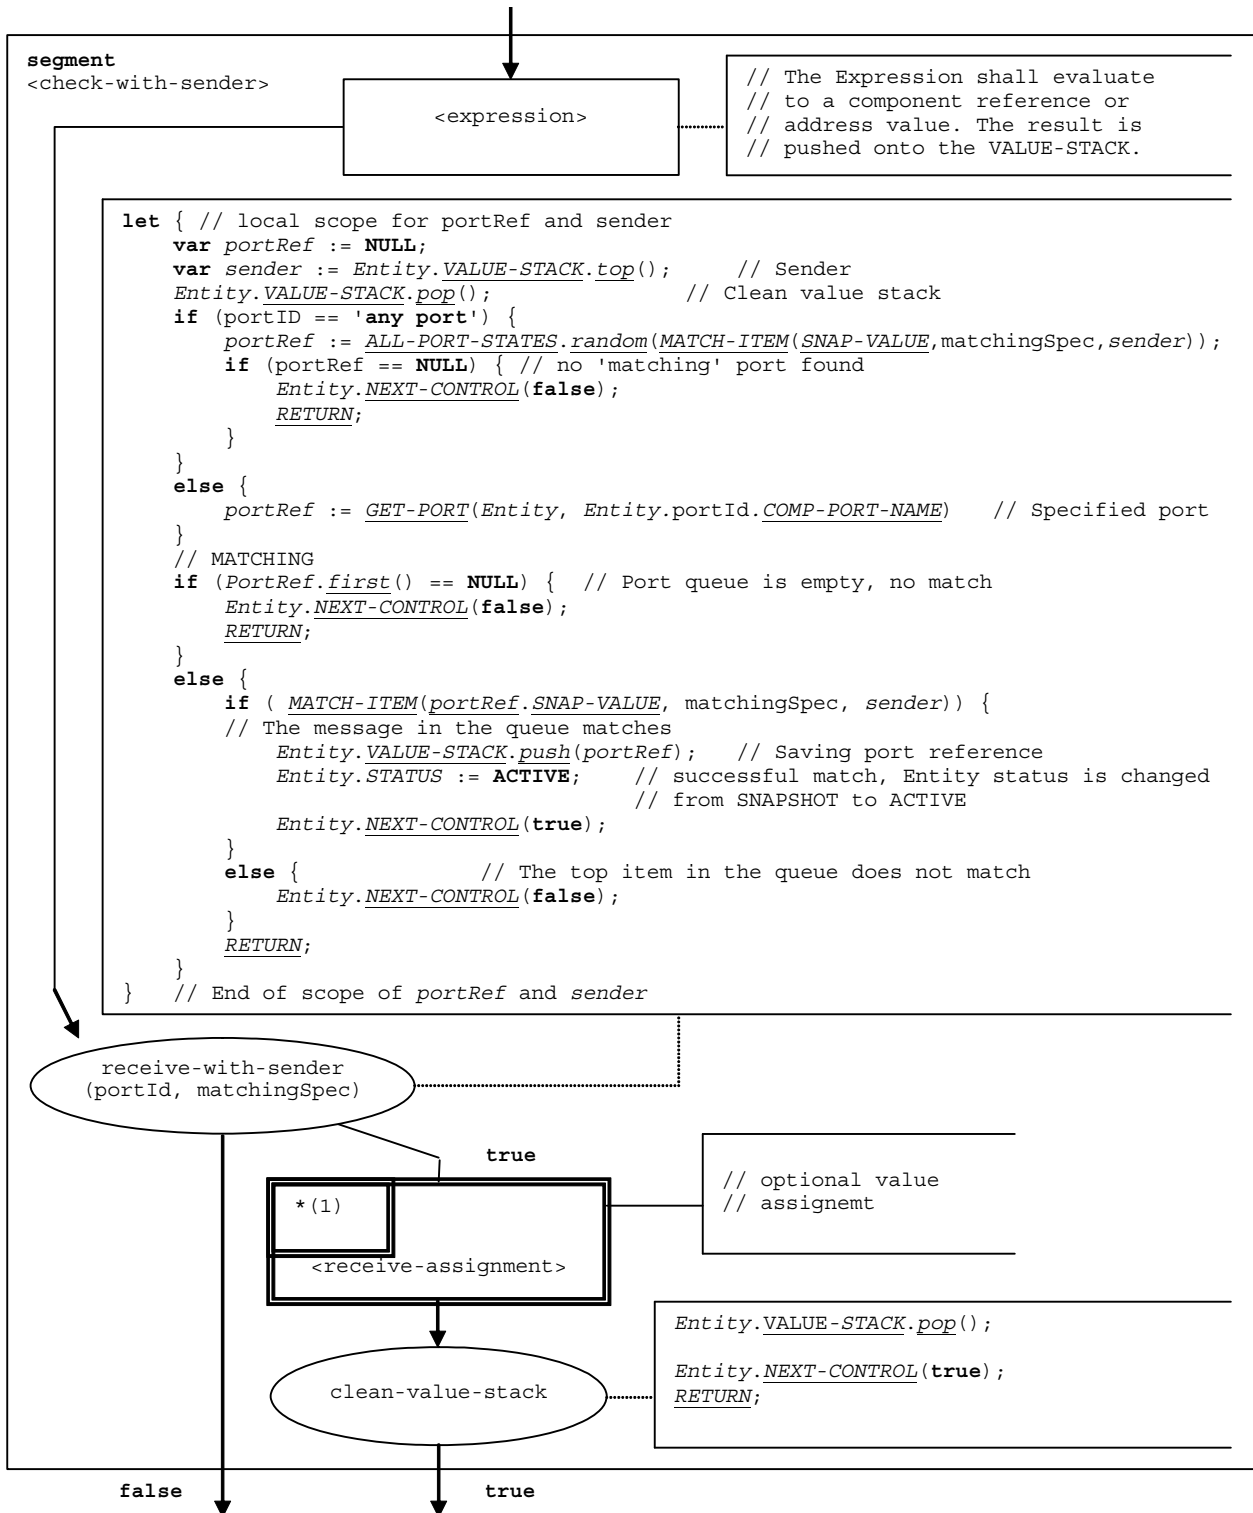 segment
<check-with-sender>
<expression>
// The Expression shall evaluate
// to a component reference or
// address value. The result is
// pushed onto the VALUE-STACK.
let { // local scope for portRef and sender
var portRef := NULL;
var sender := Entity.VALUE-STACK.top(); // Sender
Entity.VALUE-STACK.pop(); // Clean value stack
if (portID == 'any port') {
portRef := ALL-PORT-STATES.random(MATCH-ITEM(SNAP-VALUE,matchingSpec,sender));
if (portRef == NULL) { // no 'matching' port found
Entity.NEXT-CONTROL(false);
RETURN;
}
}
else {
portRef := GET-PORT(Entity, Entity.portId.COMP-PORT-NAME) // Specified port
}
// MATCHING
if (PortRef.first() == NULL) { // Port queue is empty, no match
Entity.NEXT-CONTROL(false);
RETURN;
}
else {
if ( MATCH-ITEM(portRef.SNAP-VALUE, matchingSpec, sender)) {
// The message in the queue matches
Entity.VALUE-STACK.push(portRef); // Saving port reference
Entity.STATUS := ACTIVE; // successful match, Entity status is changed
// from SNAPSHOT to ACTIVE
Entity.NEXT-CONTROL(true);
}
else { // The top item in the queue does not match
Entity.NEXT-CONTROL(false);
}
RETURN;
}
} // End of scope of portRef and sender
receive-with-sender
(portId, matchingSpec)
true
*(1)
<receive-assignment>
// optional value
// assignemt
clean-value-stack
Entity.VALUE-STACK.pop();
Entity.NEXT-CONTROL(true);
RETURN;
false
true